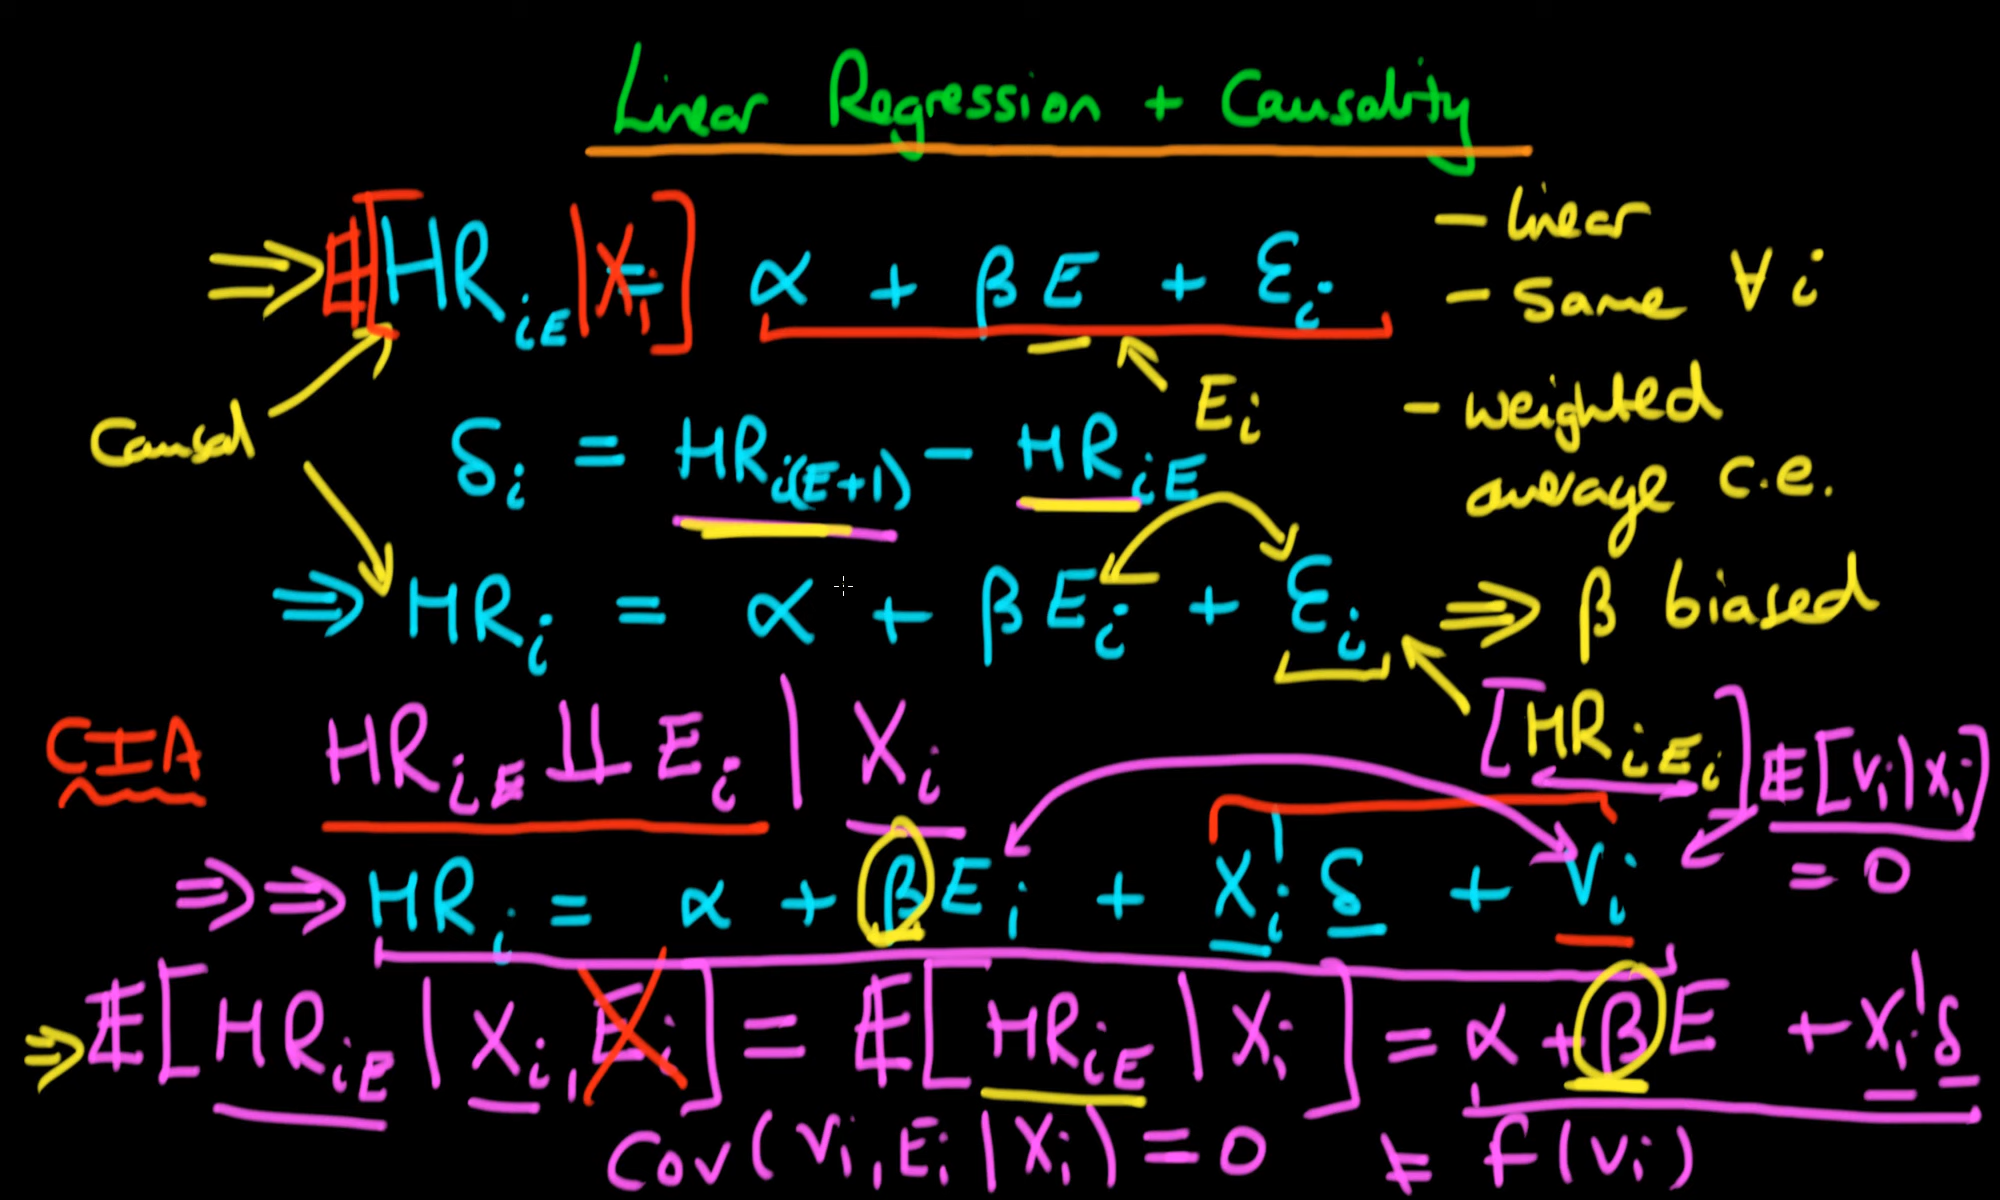 Linear Regression + Causality
⇒ 𝔼[HR_iE | X_i] = α + βE + ε_i
- linear
- Same ∀ i
Causal
δ_i = HR_i(E+1) - HR_iE
E_i
- weighted
average c.e.
⇒ HR_i = α + βE_i + ε_i ⇒ β biased
CIA HR_iE ⫫ E_i | X_i
[HR_iE_i] 𝔼[V_i | X_i]
= 0
⇒ ⇒ HR_i = α + βE_i + X_i' δ + V_i
⇒ 𝔼[HR_iE | X_i, E_i] = 𝔼[HR_iE | X_i] = α + βE + X_i' δ
Cov(V_i, E_i | X_i) = 0 ≠ f(V_i)